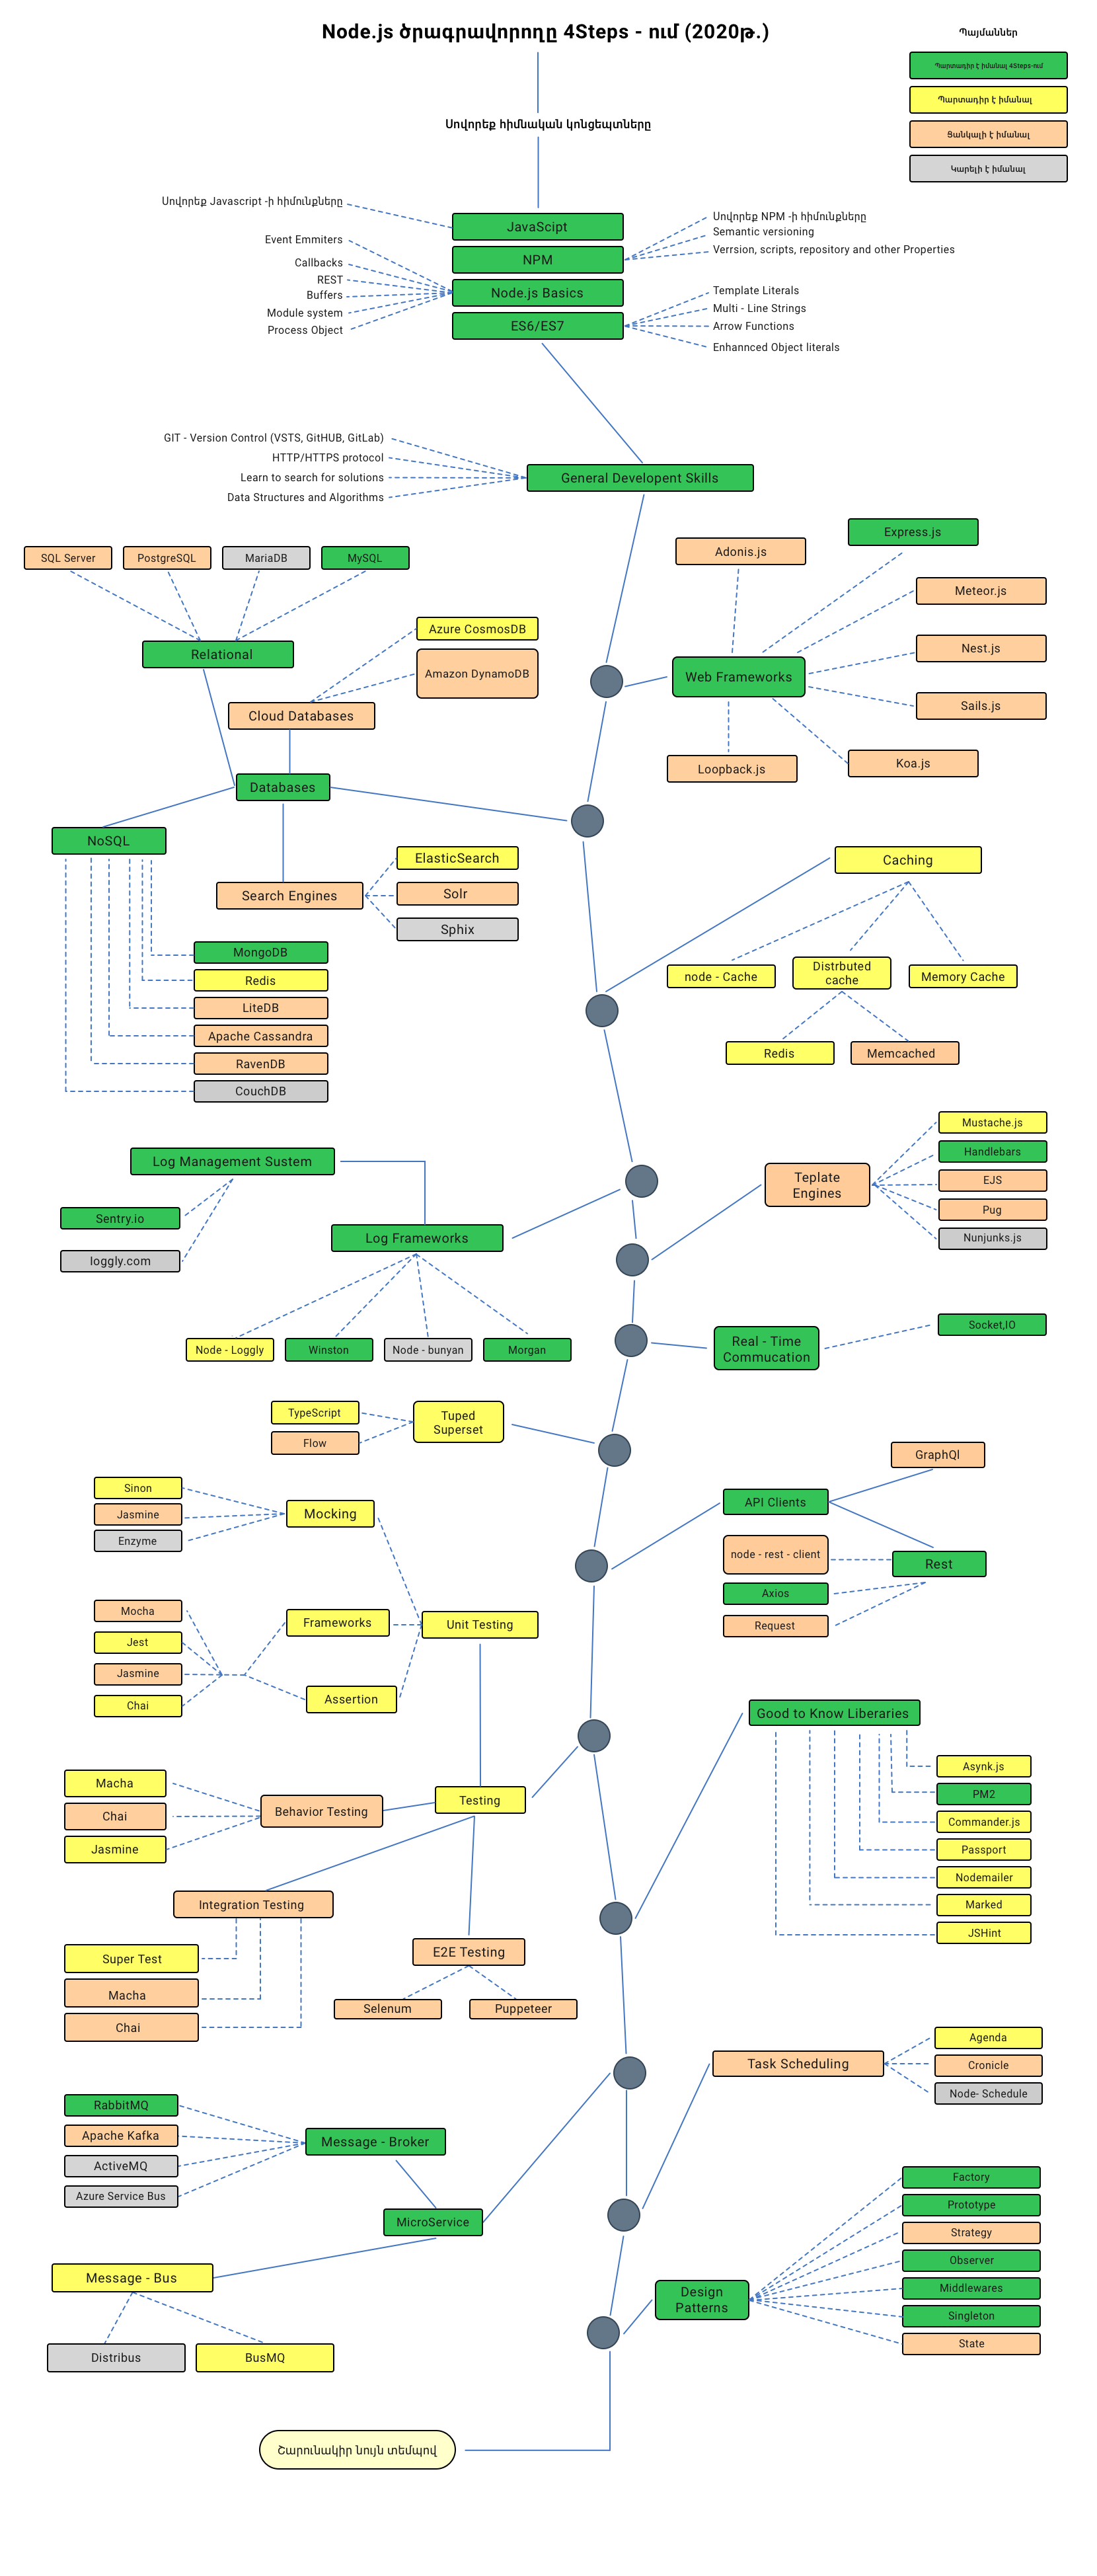 Node.js ծրագրավորողը 4Steps - ում (2020թ.)
Պայմաններ
Պարտադիր է իմանալ 4Steps-ում
Պարտադիր է իմանալ
Ցանկալի է իմանալ
Կարելի է իմանալ
Սովորեք հիմնական կոնցեպտները
Սովորեք Javascript -ի հիմունքները
Event Emmiters
Callbacks
REST
Buffers
Module system
Process Object
JavaScipt
NPM
Node.js Basics
ES6/ES7
Սովորեք NPM -ի հիմունքները
Semantic versioning
Verrsion, scripts, repository and other Properties
Template Literals
Multi - Line Strings
Arrow Functions
Enhannced Object literals
GIT - Version Control (VSTS, GitHUB, GitLab)
HTTP/HTTPS protocol
Learn to search for solutions
Data Structures and Algorithms
General Developent Skills
SQL Server
PostgreSQL
MariaDB
MySQL
Relational
Azure CosmosDB
Amazon DynamoDB
Cloud Databases
Databases
NoSQL
Adonis.js
Express.js
Meteor.js
Nest.js
Web Frameworks
Sails.js
Koa.js
Loopback.js
ElasticSearch
Search Engines
Solr
Sphix
MongoDB
Redis
LiteDB
Apache Cassandra
RavenDB
CouchDB
Caching
node - Cache
Distrbuted
cache
Memory Cache
Redis
Memcached
Log Management Sustem
Sentry.io
loggly.com
Log Frameworks
Node - Loggly
Winston
Node - bunyan
Morgan
Teplate
Engines
Mustache.js
Handlebars
EJS
Pug
Nunjunks.js
Real - Time
Commucation
Socket,IO
TypeScript
Flow
Tuped
Superset
GraphQl
API Clients
node - rest - client
Rest
Axios
Request
Sinon
Jasmine
Enzyme
Mocking
Mocha
Jest
Jasmine
Chai
Frameworks
Unit Testing
Assertion
Good to Know Liberaries
Asynk.js
PM2
Commander.js
Passport
Nodemailer
Marked
JSHint
Macha
Chai
Jasmine
Behavior Testing
Testing
Integration Testing
Super Test
Macha
Chai
E2E Testing
Selenum
Puppeteer
Task Scheduling
Agenda
Cronicle
Node- Schedule
RabbitMQ
Apache Kafka
ActiveMQ
Azure Service Bus
Message - Broker
MicroService
Message - Bus
Distribus
BusMQ
Design
Patterns
Factory
Prototype
Strategy
Observer
Middlewares
Singleton
State
Շարունակիր նույն տեմպով